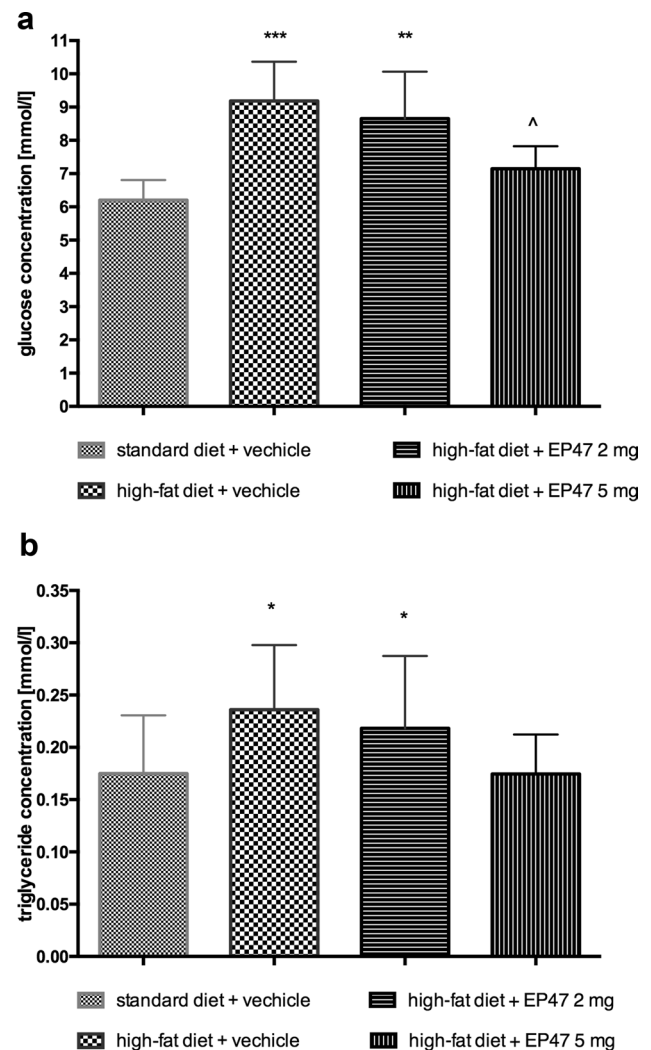 a
*** **
^
glucose concentration [mmol/l]
11
10
9
8
7
6
5
4
3
2
1
0
standard diet + vechicle
high-fat diet + EP47 2 mg
high-fat diet + vechicle
high-fat diet + EP47 5 mg
b
* *
triglyceride concentration [mmol/l]
0.35
0.30
0.25
0.20
0.15
0.10
0.05
0.00
standard diet + vechicle
high-fat diet + EP47 2 mg
high-fat diet + vechicle
high-fat diet + EP47 5 mg